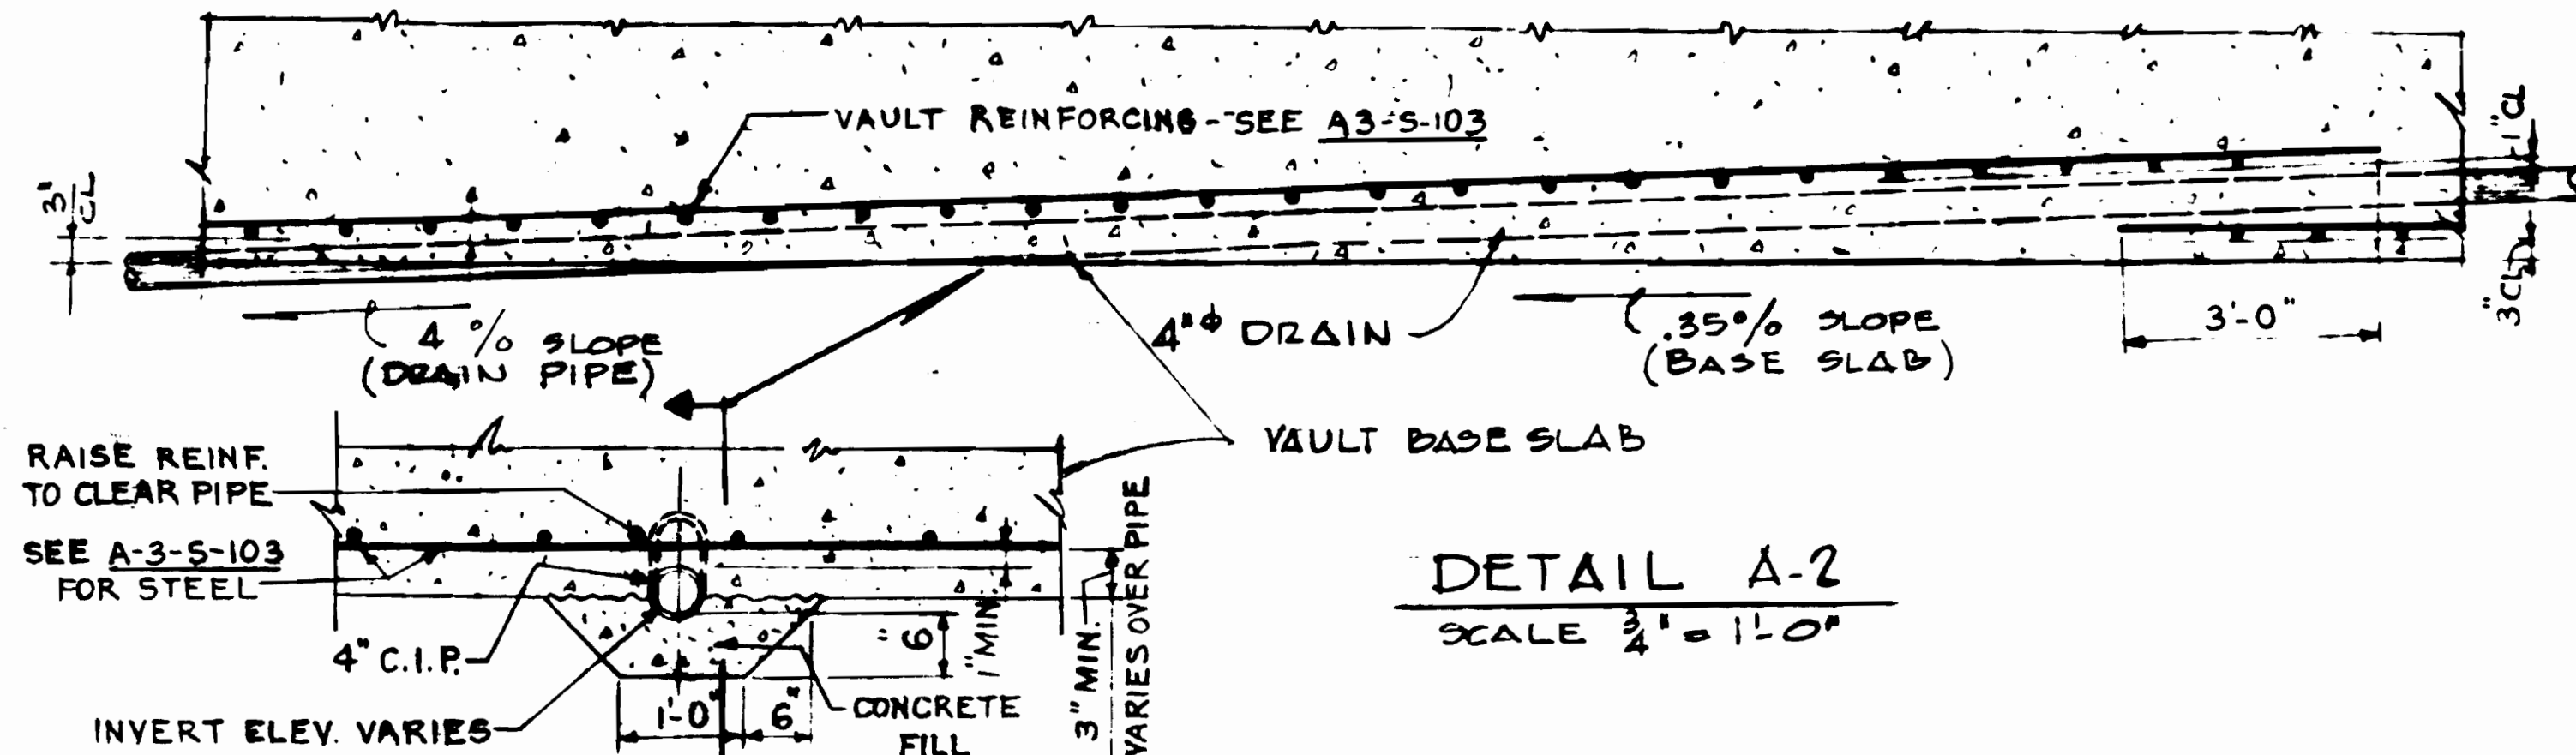 VAULT REINFORCING - SEE A3-S-103
3"
CL
1" CL
3" CL
4 % SLOPE
(DRAIN PIPE)
4"⌀ DRAIN
.35% SLOPE
(BASE SLAB)
3'-0"
VAULT BASE SLAB
RAISE REINF.
TO CLEAR PIPE
SEE A-3-S-103
FOR STEEL
4" C.I.P.
INVERT ELEV. VARIES
1'-0"
6"
6"
1" MIN.
3" MIN.
VARIES OVER PIPE
CONCRETE
FILL
DETAIL A-2
SCALE 3/4" = 1'-0"